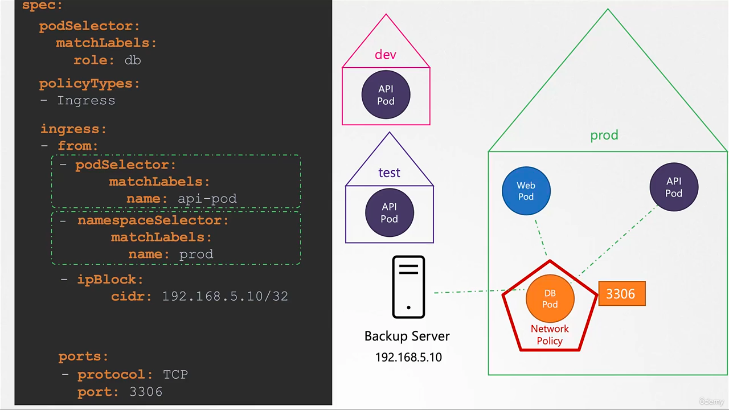 spec:
podSelector:
matchLabels:
role: db
policyTypes:
- Ingress
ingress:
- from:
- podSelector:
matchLabels:
name: api-pod
- namespaceSelector:
matchLabels:
name: prod
- ipBlock:
cidr: 192.168.5.10/32
ports:
- protocol: TCP
port: 3306
dev
API
Pod
test
API
Pod
Backup Server
192.168.5.10
prod
Web
Pod
API
Pod
DB
Pod
3306
Network
Policy
Udemy